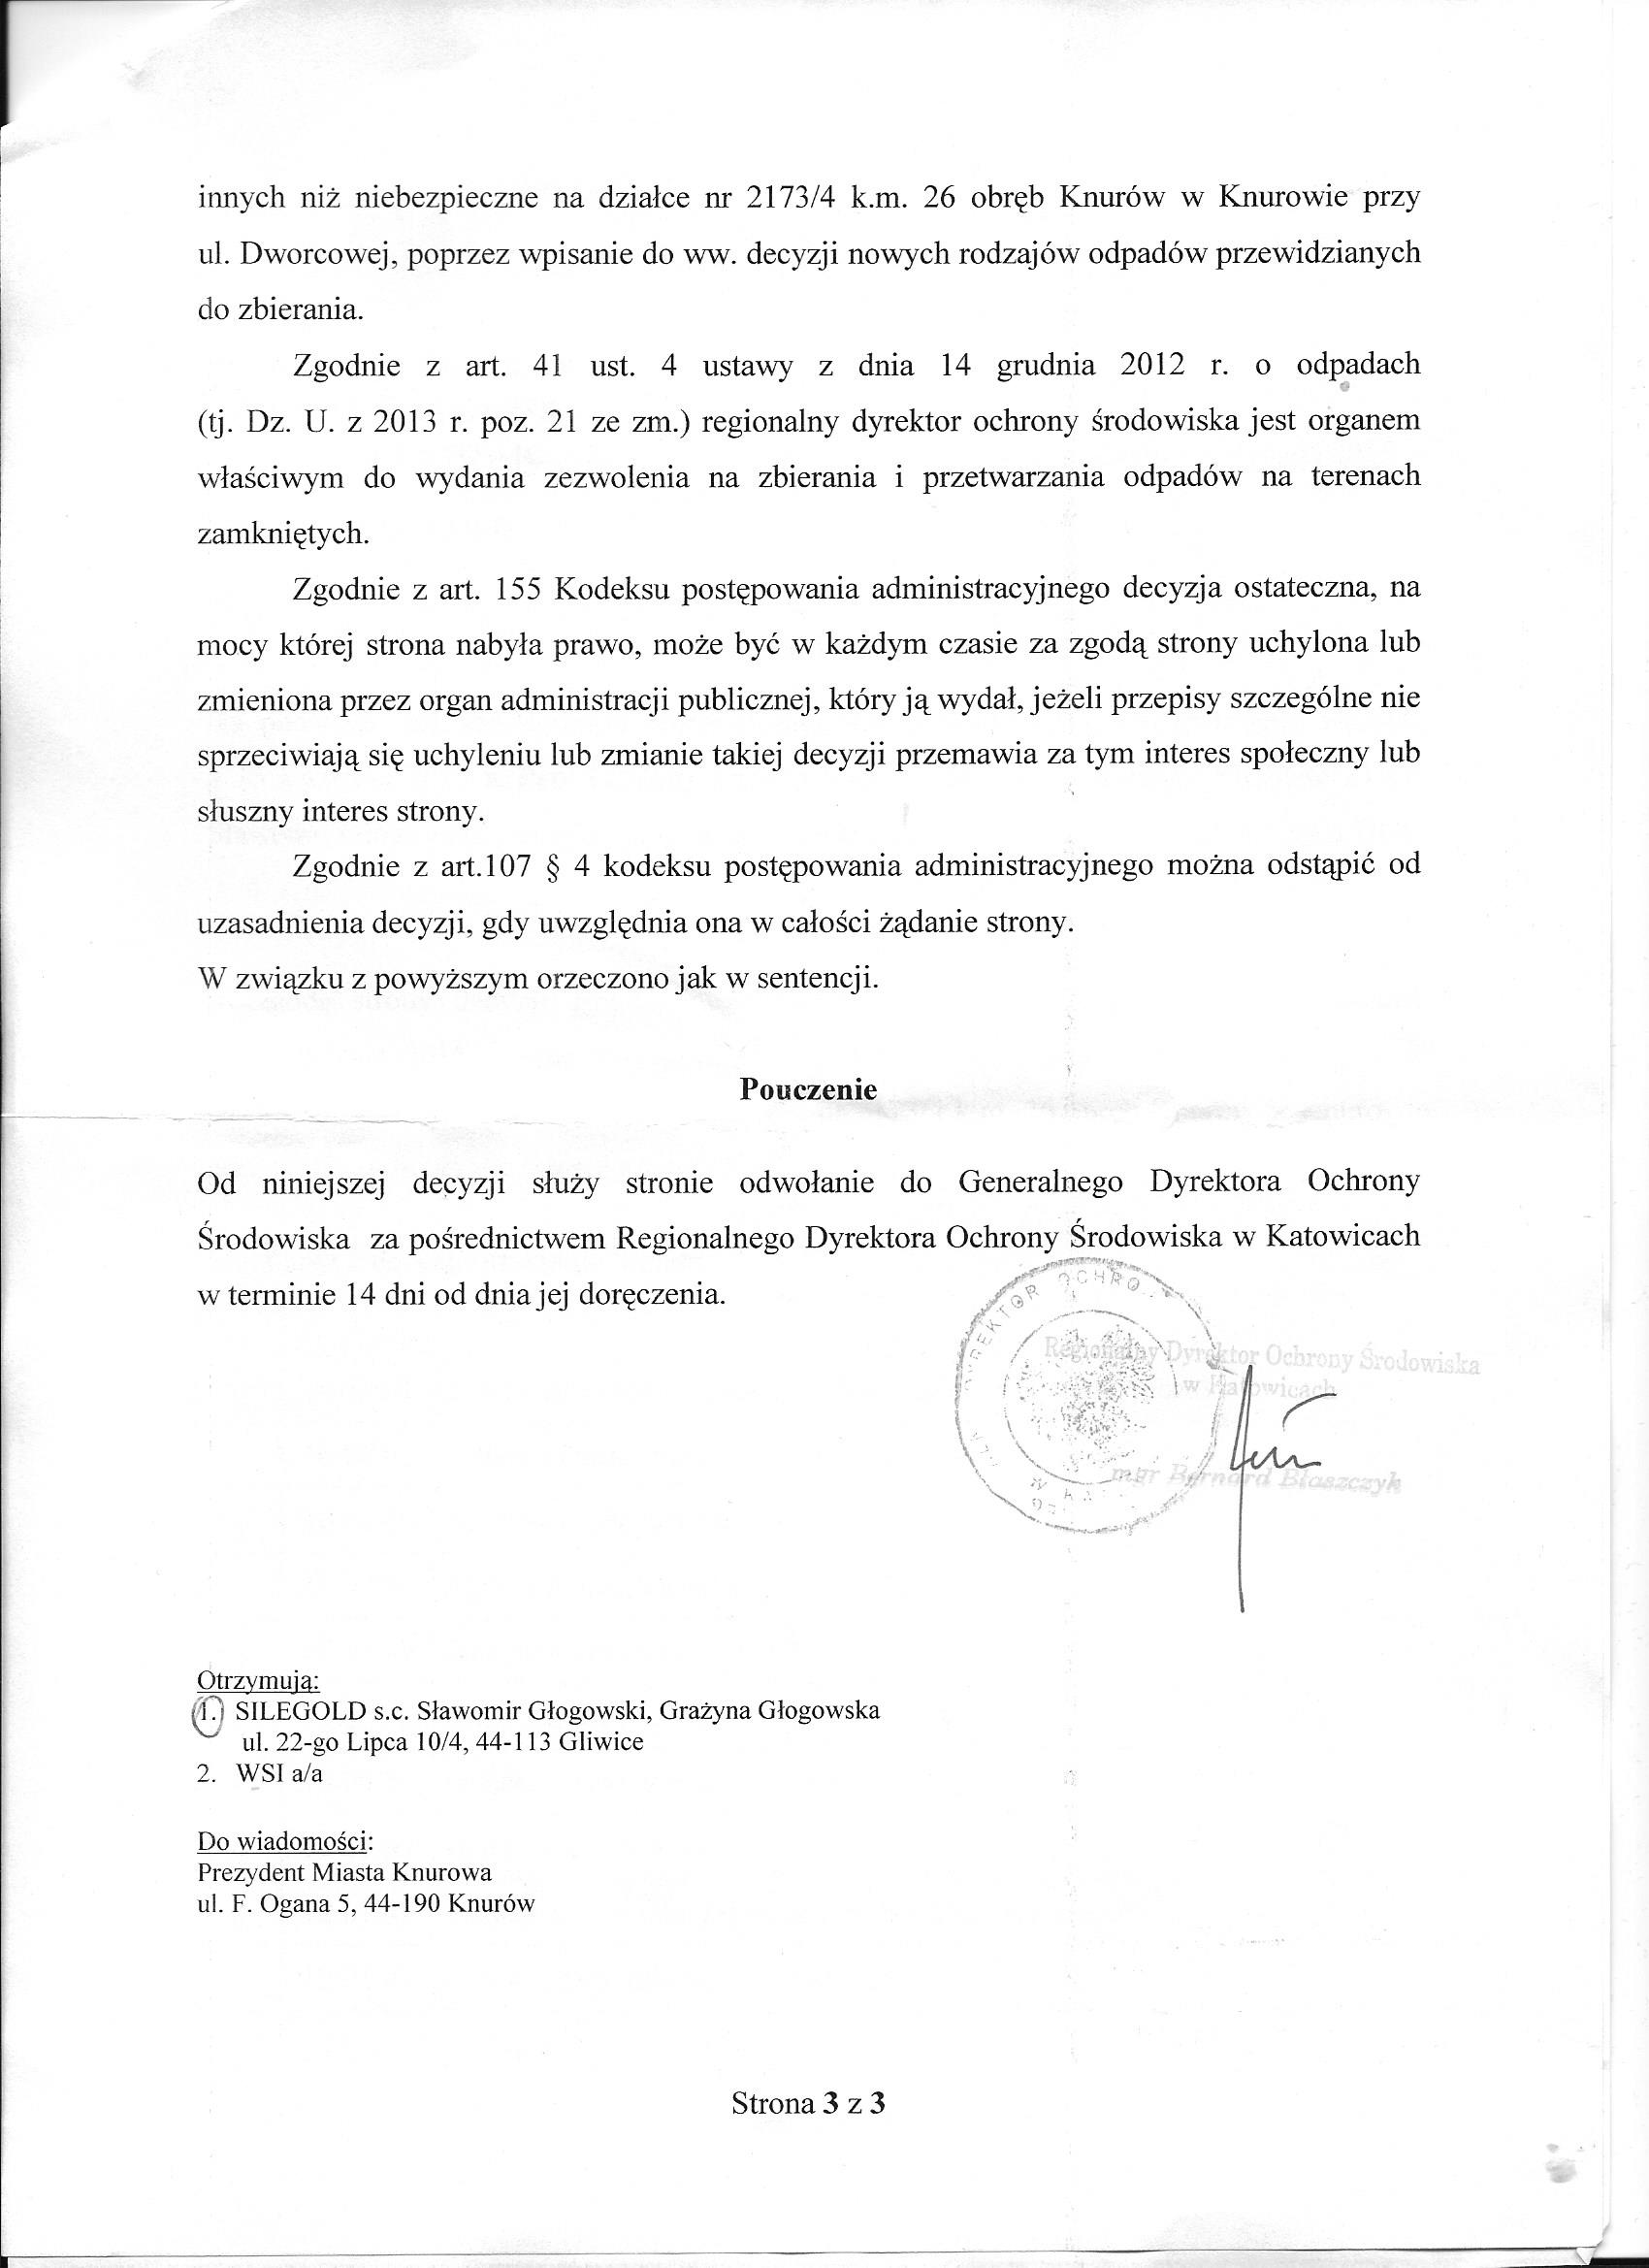 innych niż niebezpieczne na działce nr 2173/4 k.m. 26 obręb Knurów w Knurowie przy
ul. Dworcowej, poprzez wpisanie do ww. decyzji nowych rodzajów odpadów przewidzianych
do zbierania.
Zgodnie z art. 41 ust. 4 ustawy z dnia 14 grudnia 2012 r. o odpadach
(tj. Dz. U. z 2013 r. poz. 21 ze zm.) regionalny dyrektor ochrony środowiska jest organem
właściwym do wydania zezwolenia na zbierania i przetwarzania odpadów na terenach
zamkniętych.
Zgodnie z art. 155 Kodeksu postępowania administracyjnego decyzja ostateczna, na
mocy której strona nabyła prawo, może być w każdym czasie za zgodą strony uchylona lub
zmieniona przez organ administracji publicznej, który ją wydał, jeżeli przepisy szczególne nie
sprzeciwiają się uchyleniu lub zmianie takiej decyzji przemawia za tym interes społeczny lub
słuszny interes strony.
Zgodnie z art.107 § 4 kodeksu postępowania administracyjnego można odstąpić od
uzasadnienia decyzji, gdy uwzględnia ona w całości żądanie strony.
W związku z powyższym orzeczono jak w sentencji.
Pouczenie
Od niniejszej decyzji służy stronie odwołanie do Generalnego Dyrektora Ochrony
Środowiska za pośrednictwem Regionalnego Dyrektora Ochrony Środowiska w Katowicach
w terminie 14 dni od dnia jej doręczenia.
Regionalny Dyrektor Ochrony Środowiska
w Katowicach
mgr Bernard Błaszczyk
Otrzymują:
1. SILEGOLD s.c. Sławomir Głogowski, Grażyna Głogowska
ul. 22-go Lipca 10/4, 44-113 Gliwice
2. WSI a/a
Do wiadomości:
Prezydent Miasta Knurowa
ul. F. Ogana 5, 44-190 Knurów
Strona 3 z 3